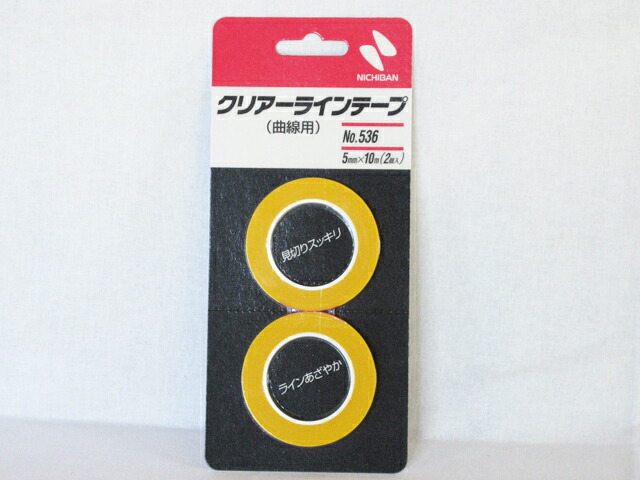 NICHIBAN
クリアーラインテープ
(曲線用)
No.536
5mm×10m(2個入)
見切りスッキリ
ラインあざやか